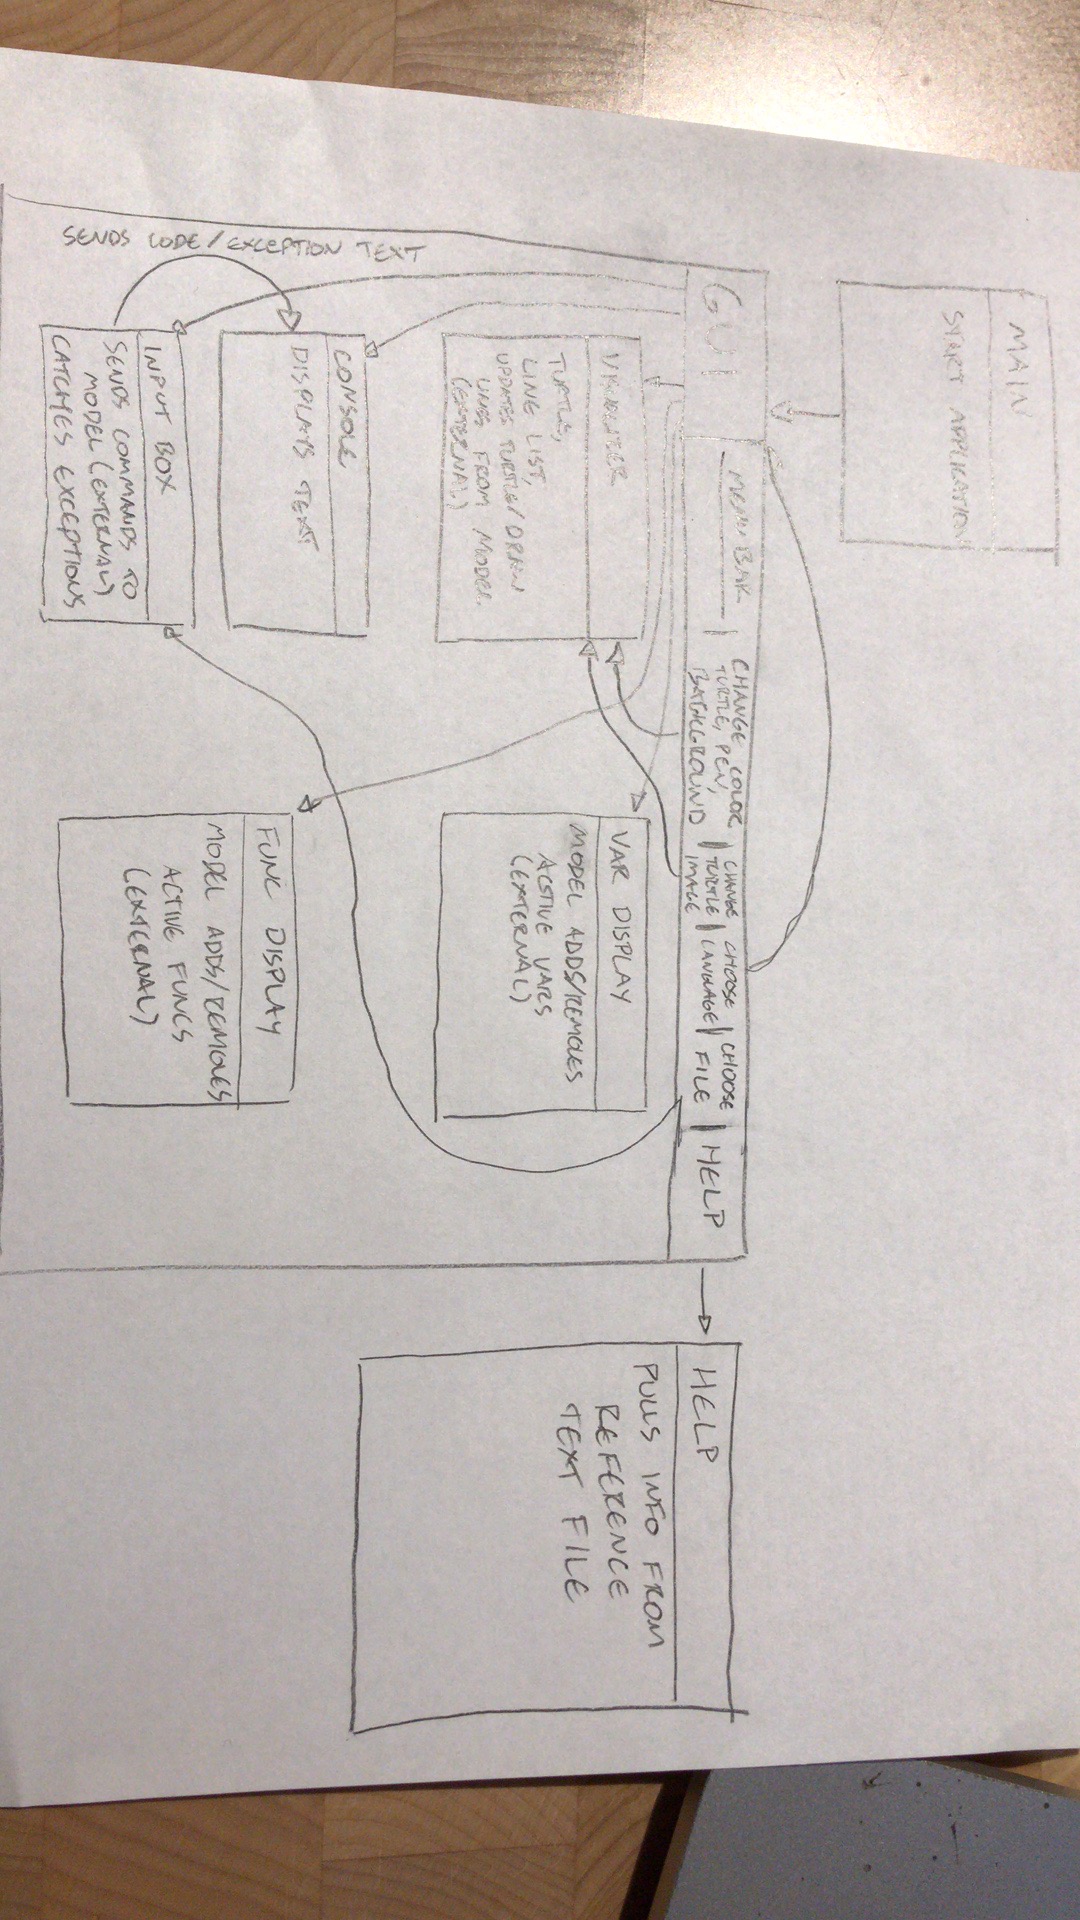 MAIN
START APPLICATION
GUI
MENU BAR
CHANGE COLOR
TURTLE, PEN,
BACKGROUND
CHANGE
TURTLE
IMAGE
CHOOSE
LANGUAGE
CHOOSE
FILE
HELP
VISUALIZER
TURTLE,
LINE LIST,
UPDATES TURTLE/DRAW
LINES FROM MODEL
(EXTERNAL)
VAR DISPLAY
MODEL ADDS/REMOVES
ACTIVE VARS
(EXTERNAL)
HELP
PULLS INFO FROM
REFERENCE
TEXT FILE
CONSOLE
DISPLAYS TEXT
FUNC DISPLAY
MODEL ADDS/REMOVES
ACTIVE FUNCS
(EXTERNAL)
SENDS CODE/EXCEPTION TEXT
INPUT BOX
SENDS COMMANDS TO
MODEL (EXTERNAL)
CATCHES EXCEPTIONS